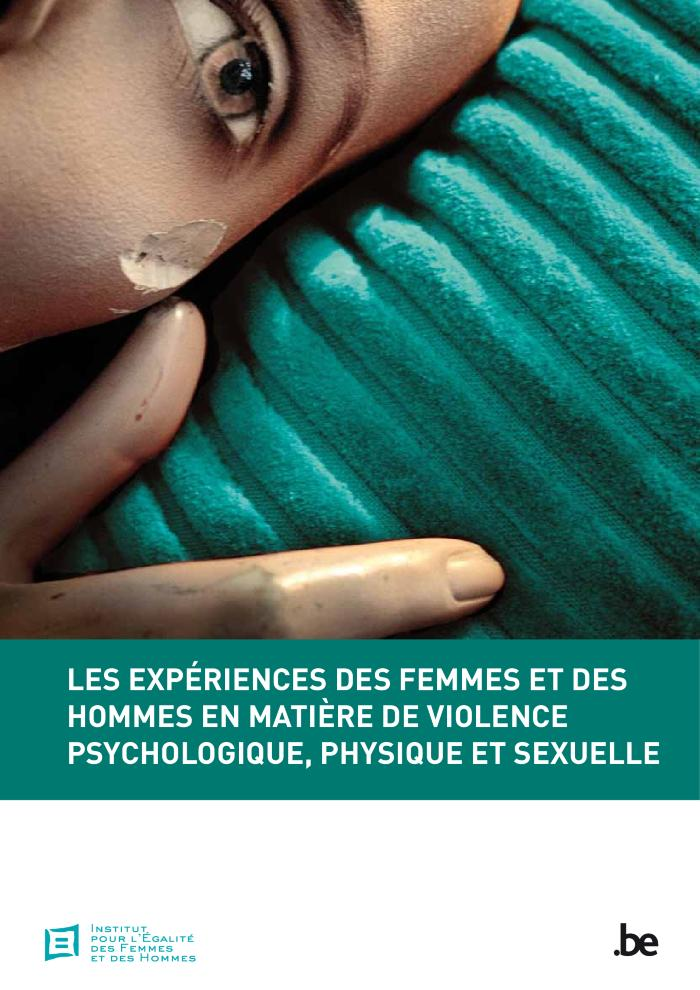 LES EXPÉRIENCES DES FEMMES ET DES
HOMMES EN MATIÈRE DE VIOLENCE
PSYCHOLOGIQUE, PHYSIQUE ET SEXUELLE
INSTITUT
POUR L'ÉGALITÉ
DES FEMMES
ET DES HOMMES
.be